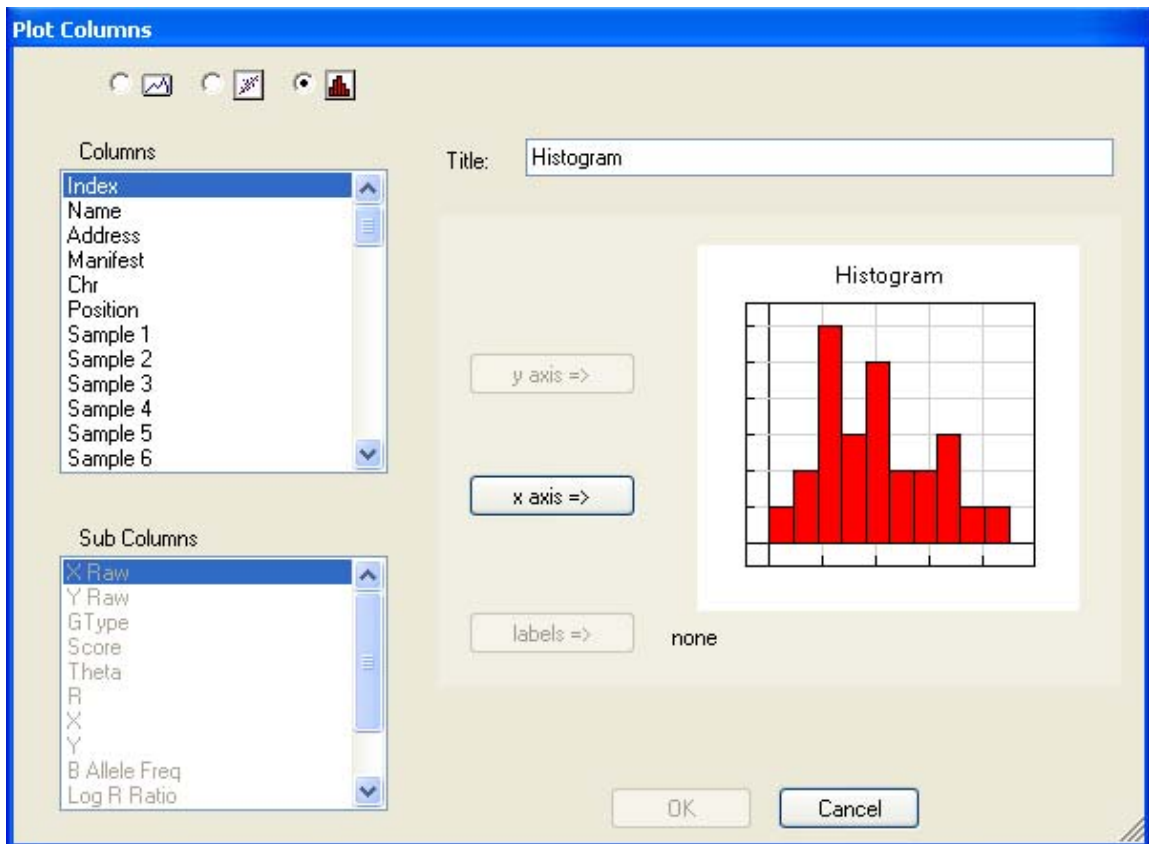 Plot Columns
Columns
Index
Name
Address
Manifest
Chr
Position
Sample 1
Sample 2
Sample 3
Sample 4
Sample 5
Sample 6
Sub Columns
X Raw
Y Raw
GType
Score
Theta
R
X
Y
B Allele Freq
Log R Ratio
Title: Histogram
Histogram
y axis =>
x axis =>
labels => none
OK Cancel